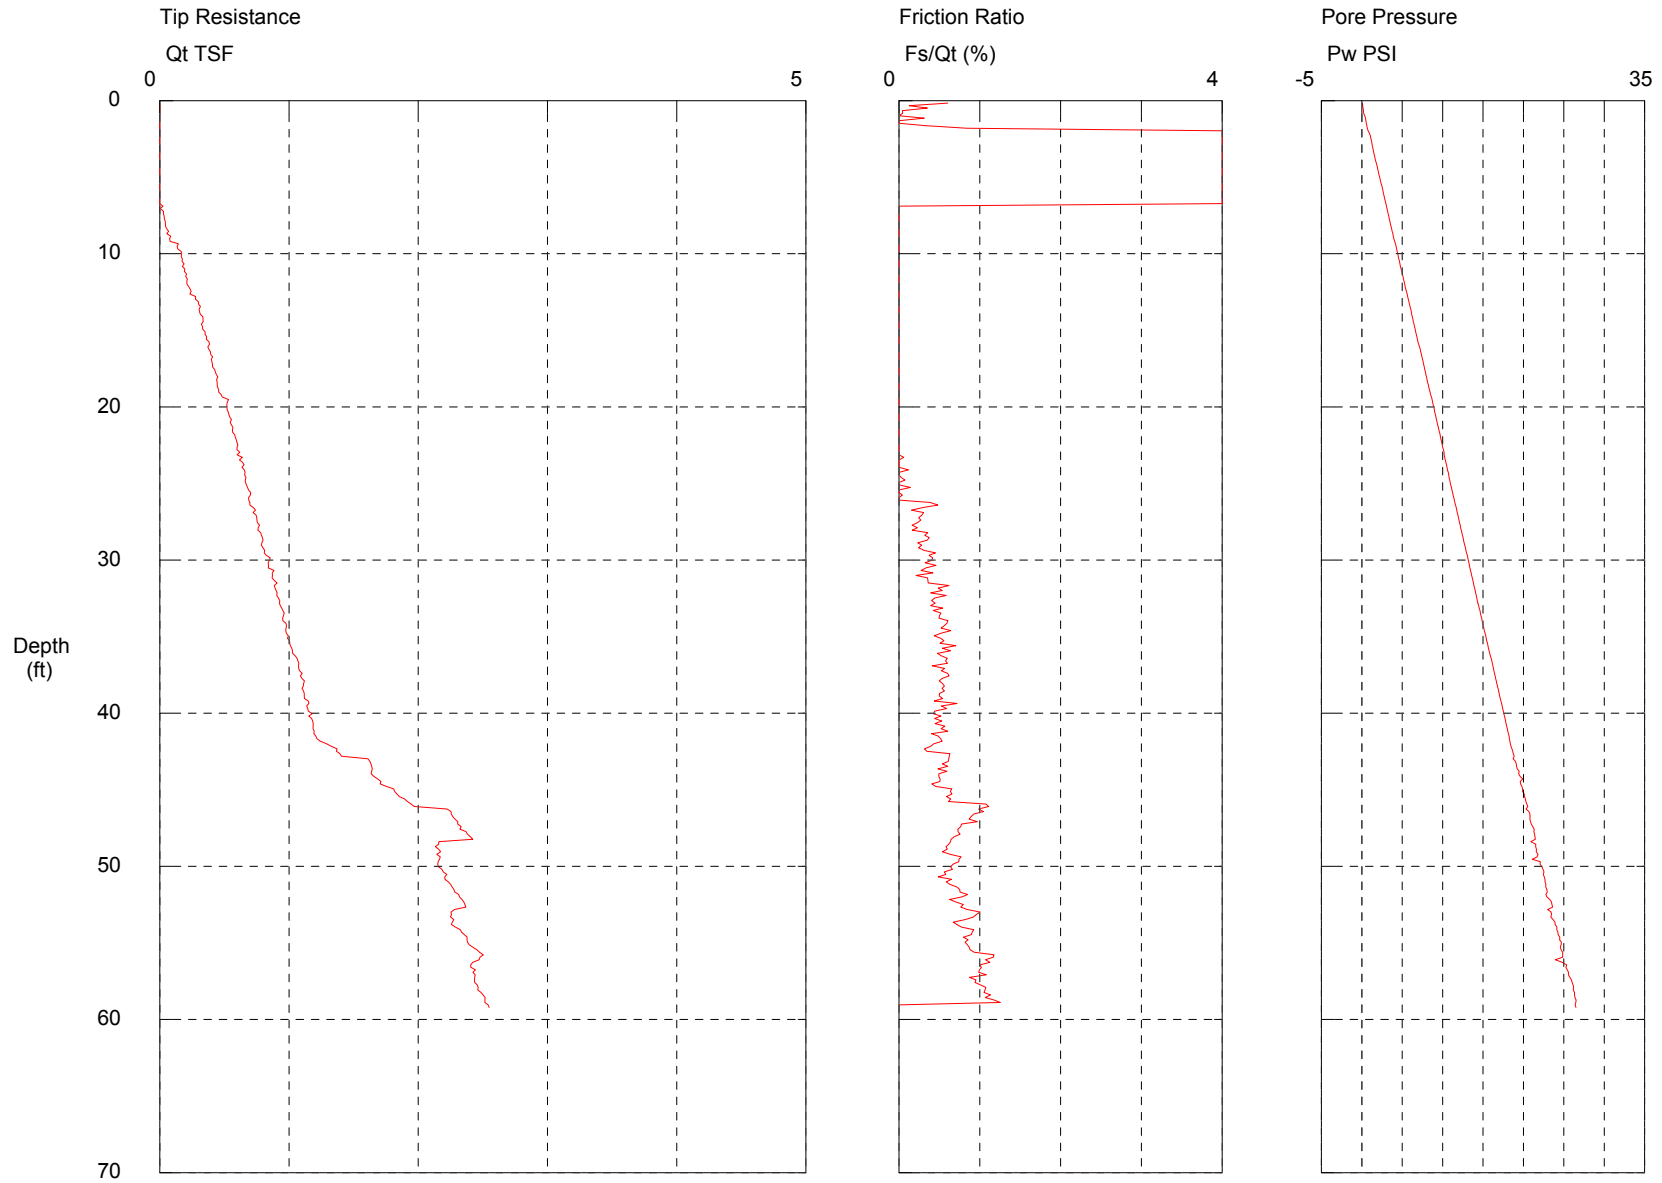 Tip Resistance
Qt TSF
0 5
Friction Ratio
Fs/Qt (%)
0 4
Pore Pressure
Pw PSI
-5 35
0
10
20
30
Depth
(ft)
40
50
60
70